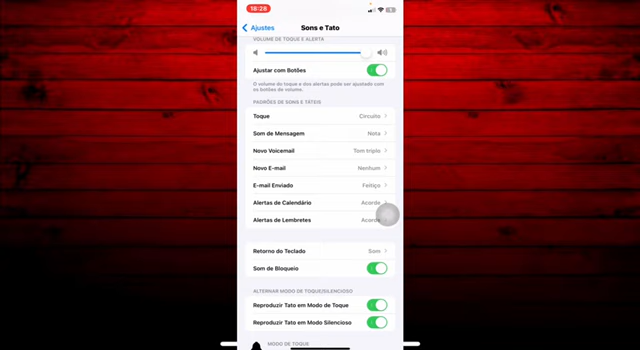 18:28
Ajustes
Sons e Tato
VOLUME DE TOQUE E ALERTA
Ajustar com Botões
O volume do toque e dos alertas pode ser ajustado com
os botões de volume.
PADRÕES DE SONS E TÁTEIS
Toque Circuito
Som de Mensagem Nota
Novo Voicemail Tom triplo
Novo E-mail Nenhum
E-mail Enviado Feitiço
Alertas de Calendário Acorde
Alertas de Lembretes Acorde
Retorno do Teclado Som
Som de Bloqueio
ALTERNAR MODO DE TOQUE/SILENCIOSO
Reproduzir Tato em Modo de Toque
Reproduzir Tato em Modo Silencioso
MODO DE TOQUE